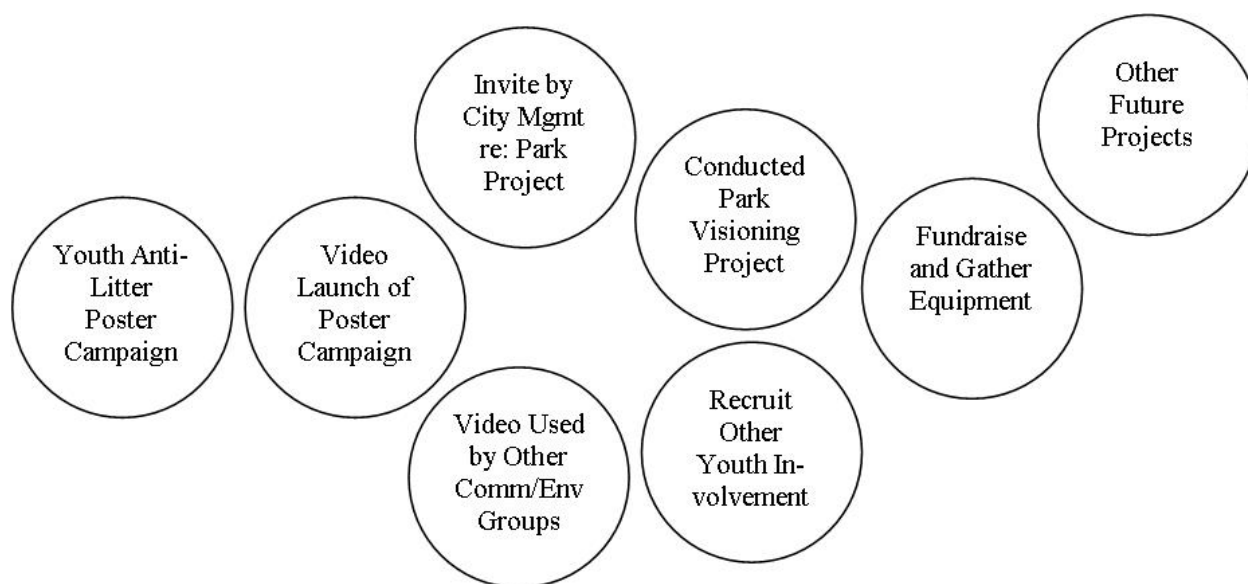 Youth Anti-
Litter
Poster
Campaign
Video
Launch of
Poster
Campaign
Invite by
City Mgmt
re: Park
Project
Video Used
by Other
Comm/Env
Groups
Conducted
Park
Visioning
Project
Recruit
Other
Youth In-
volvement
Fundraise
and Gather
Equipment
Other
Future
Projects